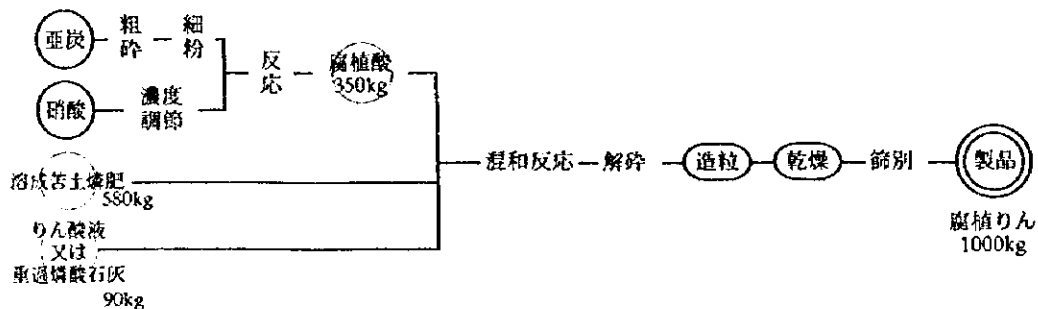 亜炭
粗砕
細粉
硝酸
濃度調節
反応
腐植酸
350kg
溶成苦土燐肥
580kg
りん酸液
又は
重過燐酸石灰
90kg
混和反応
解砕
造粒
乾燥
篩別
製品
腐植りん
1000kg